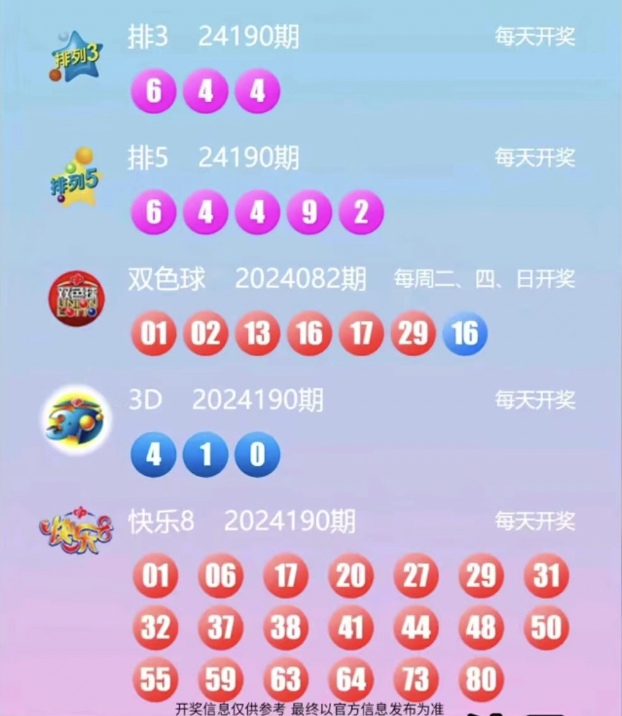 排3 24190期 每天开奖
排列3
6 4 4
排5 24190期 每天开奖
排列5
6 4 4 9 2
双色球 2024082期 每周二、四、日开奖
双色球
UNION
LOTTO
01 02 13 16 17 29 16
3D 2024190期 每天开奖
3D
4 1 0
快乐8 2024190期 每天开奖
快乐8
01 06 17 20 27 29 31
32 37 38 41 44 48 50
55 59 63 64 73 80
开奖信息仅供参考 最终以官方信息发布为准